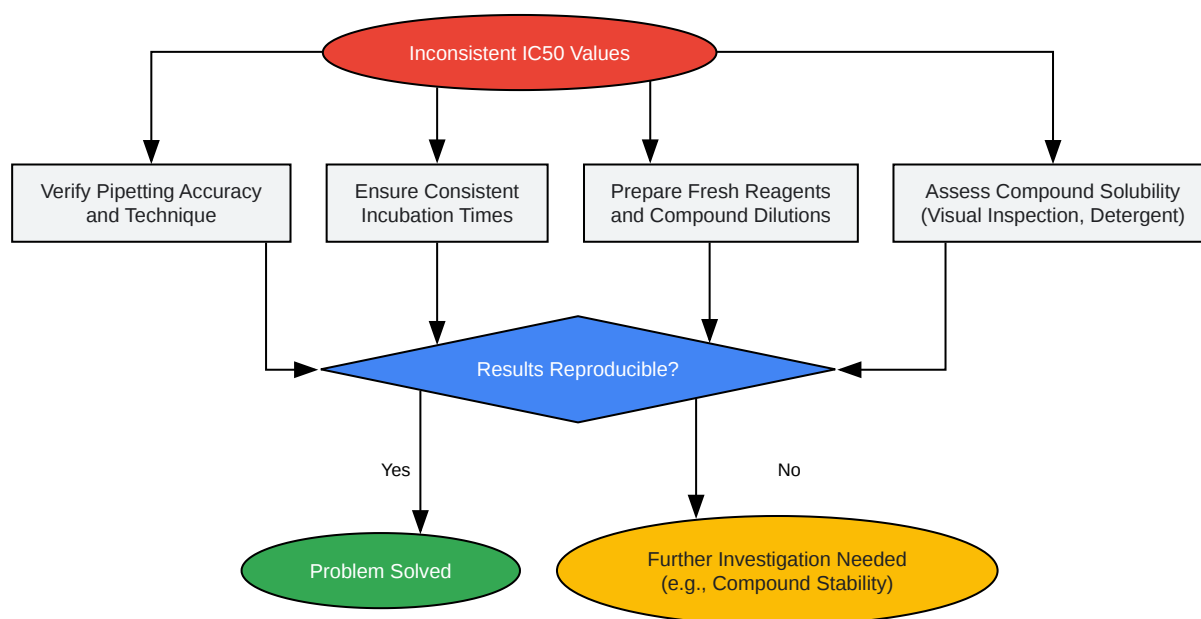 Inconsistent IC50 Values
Verify Pipetting Accuracy
and Technique
Ensure Consistent
Incubation Times
Prepare Fresh Reagents
and Compound Dilutions
Assess Compound Solubility
(Visual Inspection, Detergent)
Results Reproducible?
Yes
No
Problem Solved
Further Investigation Needed
(e.g., Compound Stability)